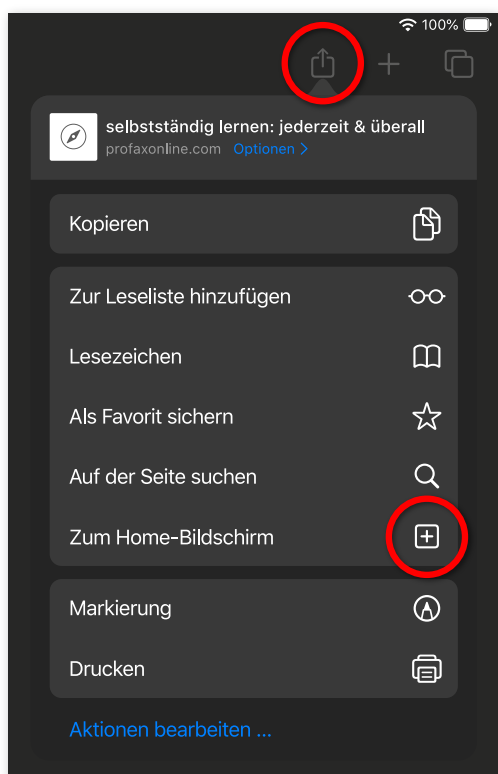 100%
selbstständig lernen: jederzeit & überall
profaxonline.com Optionen >
Kopieren
Zur Leseliste hinzufügen
Lesezeichen
Als Favorit sichern
Auf der Seite suchen
Zum Home-Bildschirm
Markierung
Drucken
Aktionen bearbeiten ...